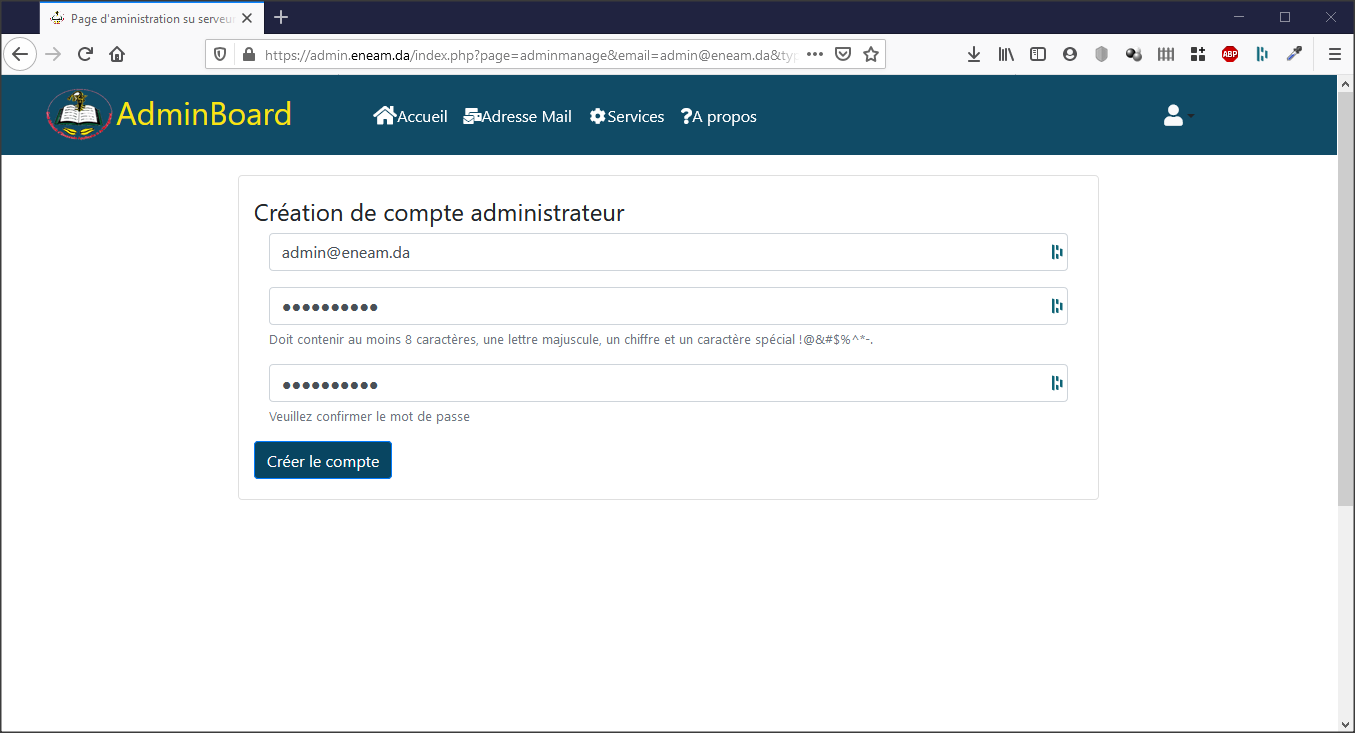 Page d'aministration su serveur
https://admin.eneam.da/index.php?page=adminmanage&email=admin@eneam.da&typ
ABP
AdminBoard
Accueil
Adresse Mail
Services
?A propos
Création de compte administrateur
admin@eneam.da
●●●●●●●●●●
Doit contenir au moins 8 caractères, une lettre majuscule, un chiffre et un caractère spécial !@&#$%^*-.
●●●●●●●●●●
Veuillez confirmer le mot de passe
Créer le compte